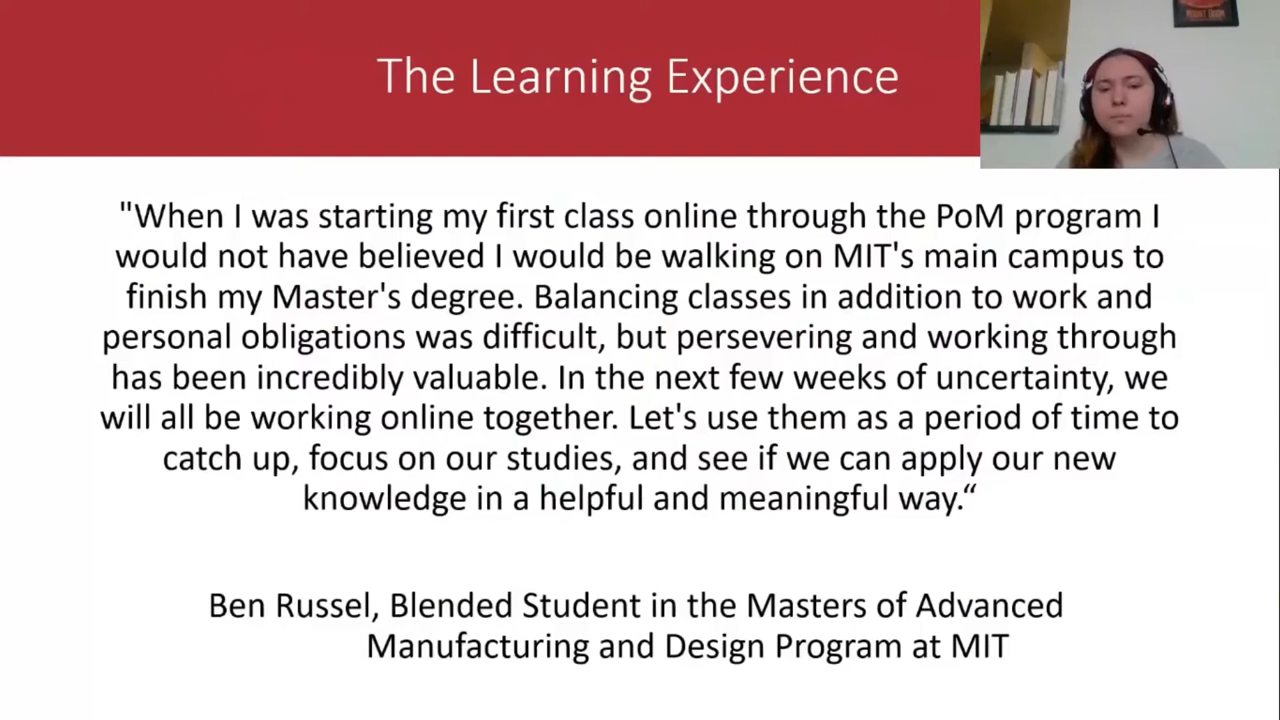 The Learning Experience
MOUNT DOOM
"When I was starting my first class online through the PoM program I
would not have believed I would be walking on MIT's main campus to
finish my Master's degree. Balancing classes in addition to work and
personal obligations was difficult, but persevering and working through
has been incredibly valuable. In the next few weeks of uncertainty, we
will all be working online together. Let's use them as a period of time to
catch up, focus on our studies, and see if we can apply our new
knowledge in a helpful and meaningful way.“
Ben Russel, Blended Student in the Masters of Advanced
Manufacturing and Design Program at MIT